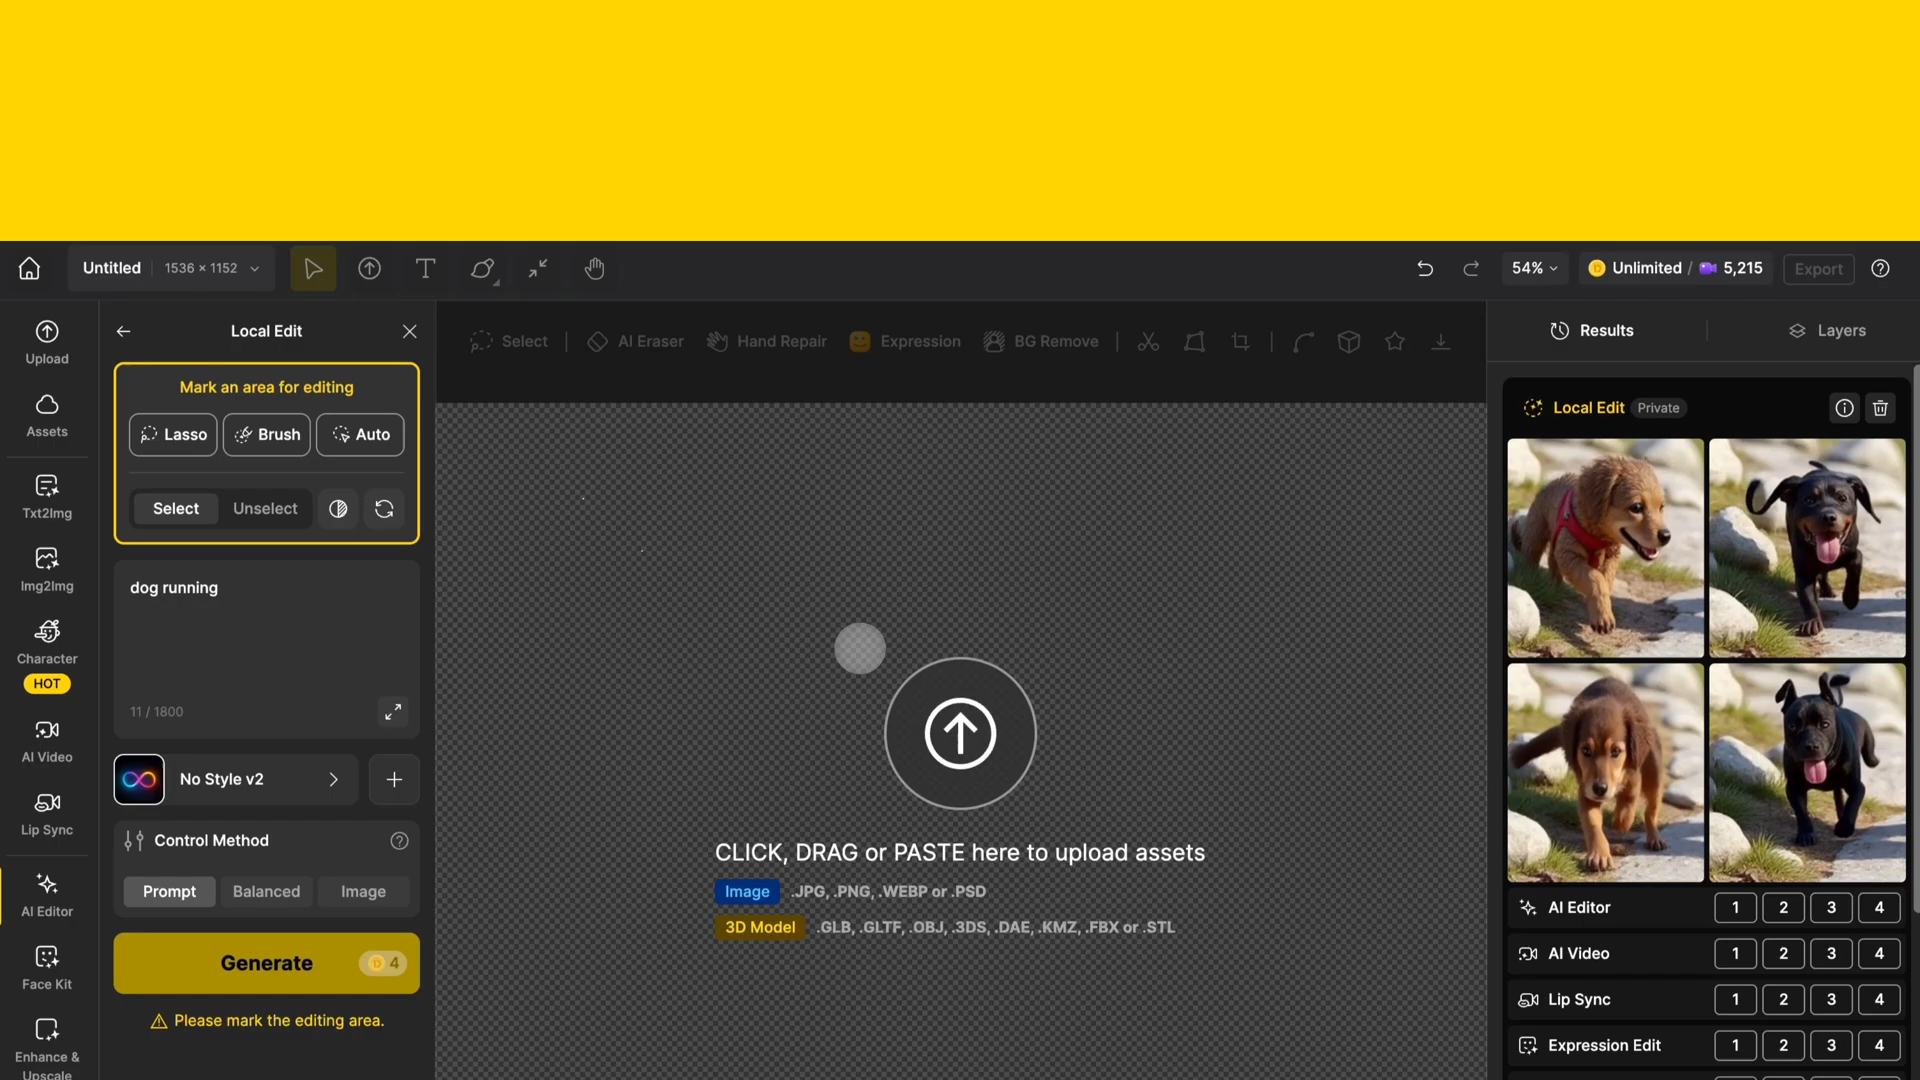 Untitled 1536 × 1152
54% Unlimited / 5,215 Export
Upload
Assets
Txt2Img
Img2Img
Character
HOT
AI Video
Lip Sync
AI Editor
Face Kit
Enhance &
Upscale
Local Edit
Mark an area for editing
Lasso Brush Auto
Select Unselect
dog running
11 / 1800
No Style v2
Control Method
Prompt Balanced Image
Generate 4
Please mark the editing area.
Select AI Eraser Hand Repair Expression BG Remove
CLICK, DRAG or PASTE here to upload assets
Image .JPG, .PNG, .WEBP or .PSD
3D Model .GLB, .GLTF, .OBJ, .3DS, .DAE, .KMZ, .FBX or .STL
Results Layers
Local Edit Private
AI Editor 1 2 3 4
AI Video 1 2 3 4
Lip Sync 1 2 3 4
Expression Edit 1 2 3 4